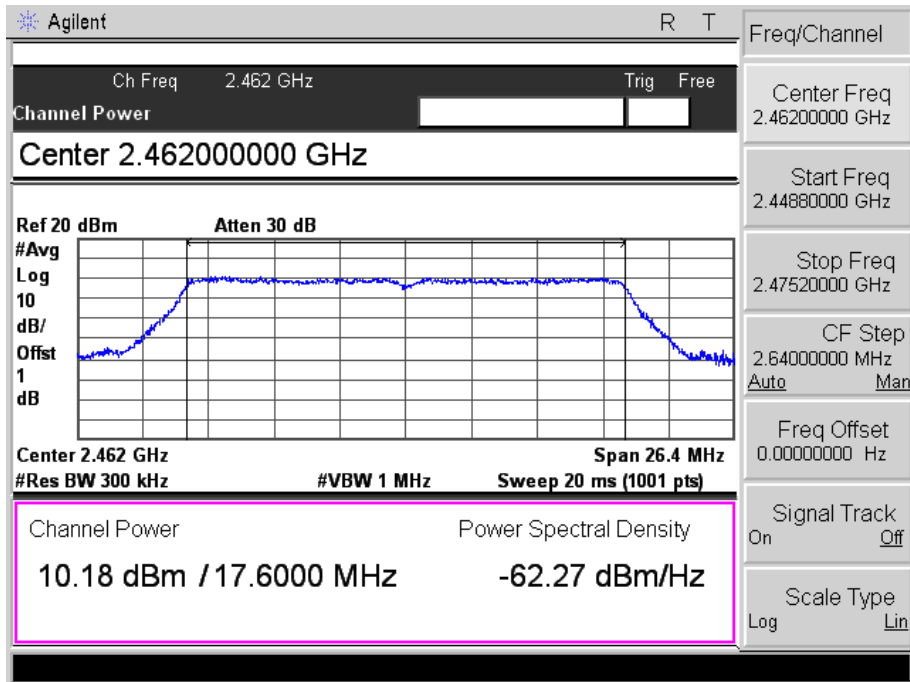 Agilent R T
Ch Freq 2.462 GHz Trig Free
Channel Power
Center 2.462000000 GHz
Ref 20 dBm Atten 30 dB
#Avg
Log
10
dB/
Offst
1
dB
Center 2.462 GHz Span 26.4 MHz
#Res BW 300 kHz #VBW 1 MHz Sweep 20 ms (1001 pts)
Channel Power Power Spectral Density
10.18 dBm / 17.6000 MHz -62.27 dBm/Hz
Freq/Channel
Center Freq
2.46200000 GHz
Start Freq
2.44880000 GHz
Stop Freq
2.47520000 GHz
CF Step
2.64000000 MHz
Auto Man
Freq Offset
0.00000000 Hz
Signal Track
On Off
Scale Type
Log Lin